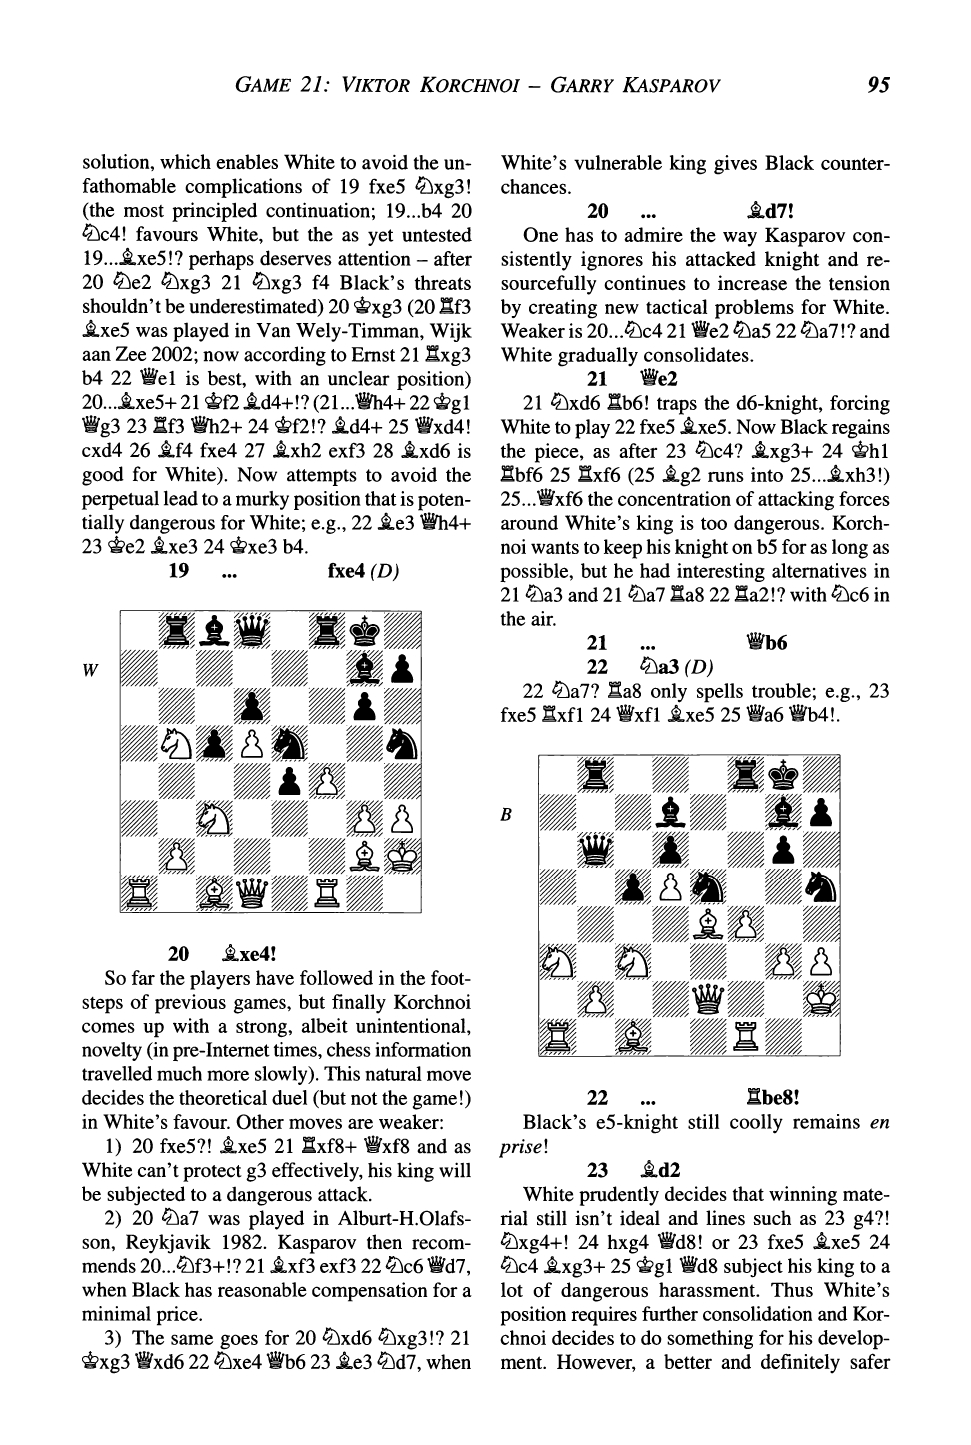 GAME 21: VIKTOR KORCHNOI – GARRY KASPAROV 95
solution, which enables White to avoid the un-
fathomable complications of 19 fxe5 ♘xg3!
(the most principled continuation; 19...b4 20
♘c4! favours White, but the as yet untested
19...♗xe5!? perhaps deserves attention – after
20 ♘e2 ♘xg3 21 ♘xg3 f4 Black's threats
shouldn't be underestimated) 20 ♔xg3 (20 ♖f3
♗xe5 was played in Van Wely-Timman, Wijk
aan Zee 2002; now according to Ernst 21 ♖xg3
b4 22 ♕e1 is best, with an unclear position)
20...♗xe5+ 21 ♔f2 ♗d4+!? (21...♕h4+ 22 ♔g1
♕g3 23 ♖f3 ♕h2+ 24 ♔f2!? ♗d4+ 25 ♕xd4!
cxd4 26 ♗f4 fxe4 27 ♗xh2 exf3 28 ♗xd6 is
good for White). Now attempts to avoid the
perpetual lead to a murky position that is poten-
tially dangerous for White; e.g., 22 ♗e3 ♕h4+
23 ♔e2 ♗xe3 24 ♔xe3 b4.
19 ... fxe4 (D)
W
20 ♗xe4!
So far the players have followed in the foot-
steps of previous games, but finally Korchnoi
comes up with a strong, albeit unintentional,
novelty (in pre-Internet times, chess information
travelled much more slowly). This natural move
decides the theoretical duel (but not the game!)
in White's favour. Other moves are weaker:
1) 20 fxe5?! ♗xe5 21 ♖xf8+ ♕xf8 and as
White can't protect g3 effectively, his king will
be subjected to a dangerous attack.
2) 20 ♘a7 was played in Alburt-H.Olafs-
son, Reykjavik 1982. Kasparov then recom-
mends 20...♘f3+!? 21 ♗xf3 exf3 22 ♘c6 ♕d7,
when Black has reasonable compensation for a
minimal price.
3) The same goes for 20 ♘xd6 ♘xg3!? 21
♔xg3 ♕xd6 22 ♘xe4 ♕b6 23 ♗e3 ♘d7, when
White's vulnerable king gives Black counter-
chances.
20 ... ♗d7!
One has to admire the way Kasparov con-
sistently ignores his attacked knight and re-
sourcefully continues to increase the tension
by creating new tactical problems for White.
Weaker is 20...♘c4 21 ♕e2 ♘a5 22 ♘a7!? and
White gradually consolidates.
21 ♕e2
21 ♘xd6 ♖b6! traps the d6-knight, forcing
White to play 22 fxe5 ♗xe5. Now Black regains
the piece, as after 23 ♘c4? ♗xg3+ 24 ♔h1
♖bf6 25 ♖xf6 (25 ♗g2 runs into 25...♗xh3!)
25...♕xf6 the concentration of attacking forces
around White's king is too dangerous. Korch-
noi wants to keep his knight on b5 for as long as
possible, but he had interesting alternatives in
21 ♘a3 and 21 ♘a7 ♖a8 22 ♖a2!? with ♘c6 in
the air.
21 ... ♕b6
22 ♘a3 (D)
22 ♘a7? ♖a8 only spells trouble; e.g., 23
fxe5 ♖xf1 24 ♕xf1 ♗xe5 25 ♕a6 ♕b4!.
B
22 ... ♖be8!
Black's e5-knight still coolly remains en
prise!
23 ♗d2
White prudently decides that winning mate-
rial still isn't ideal and lines such as 23 g4?!
♘xg4+! 24 hxg4 ♕d8! or 23 fxe5 ♗xe5 24
♘c4 ♗xg3+ 25 ♔g1 ♕d8 subject his king to a
lot of dangerous harassment. Thus White's
position requires further consolidation and Kor-
chnoi decides to do something for his develop-
ment. However, a better and definitely safer